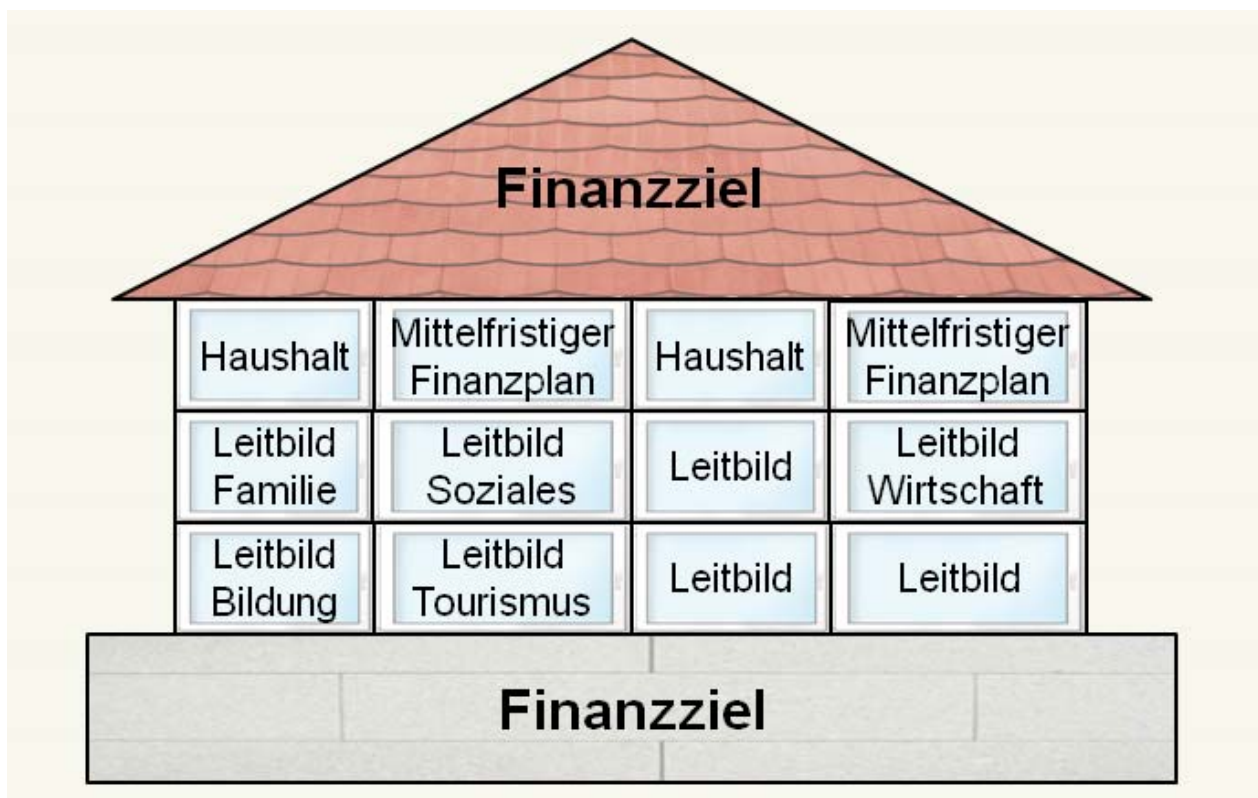 Finanzziel
Haushalt
Mittelfristiger
Finanzplan
Haushalt
Mittelfristiger
Finanzplan
Leitbild
Familie
Leitbild
Soziales
Leitbild
Leitbild
Wirtschaft
Leitbild
Bildung
Leitbild
Tourismus
Leitbild
Leitbild
Finanzziel